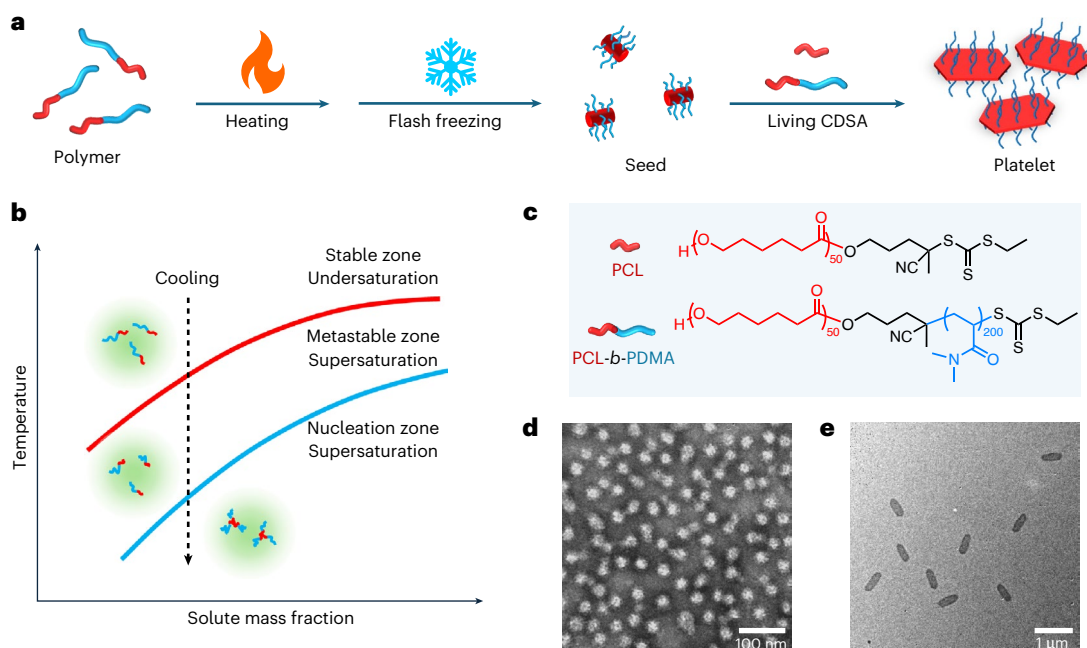 a
Polymer
Heating
Flash freezing
Seed
Living CDSA
Platelet
b
Temperature
Cooling
Stable zone
Undersaturation
Metastable zone
Supersaturation
Nucleation zone
Supersaturation
Solute mass fraction
c
PCL
H
O
O
50
O
NC
S
S
S
PCL-b-PDMA
H
O
O
50
O
NC
200
N
O
S
S
S
d
100 nm
e
1 μm